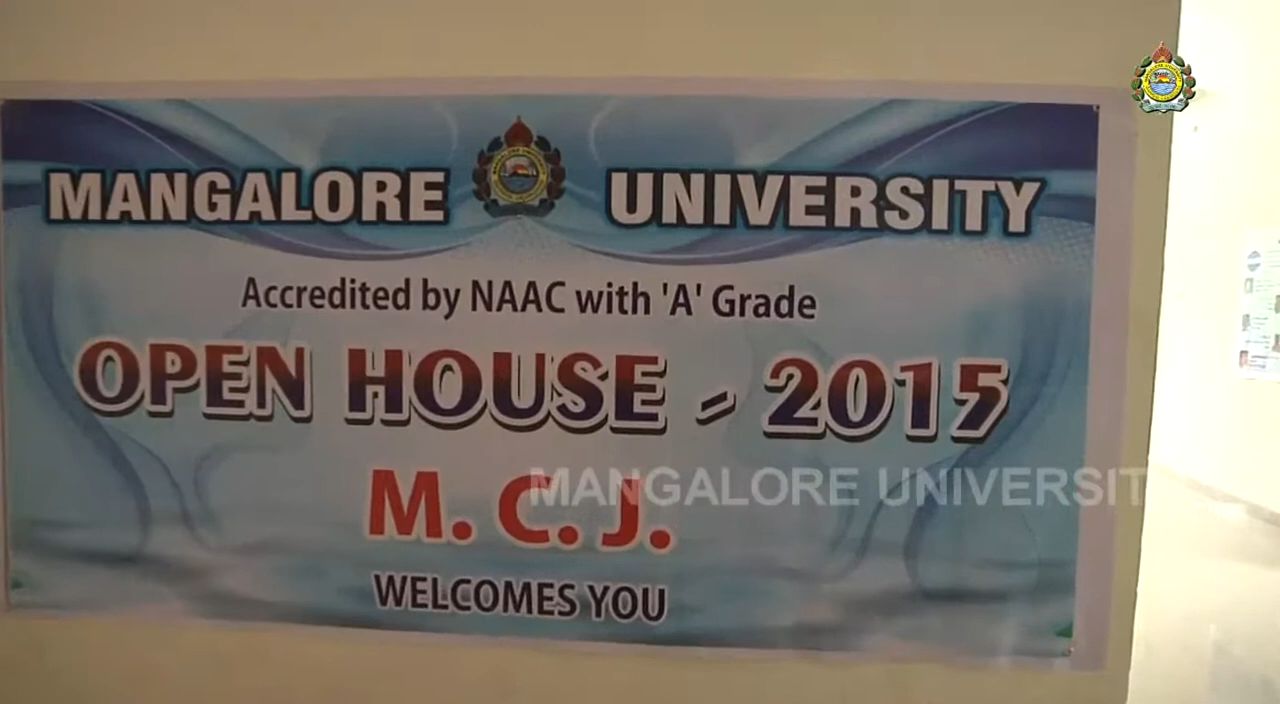 MANGALORE UNIVERSITY
Accredited by NAAC with 'A' Grade
OPEN HOUSE - 2015
M. C. J.
MANGALORE UNIVERSIT
WELCOMES YOU